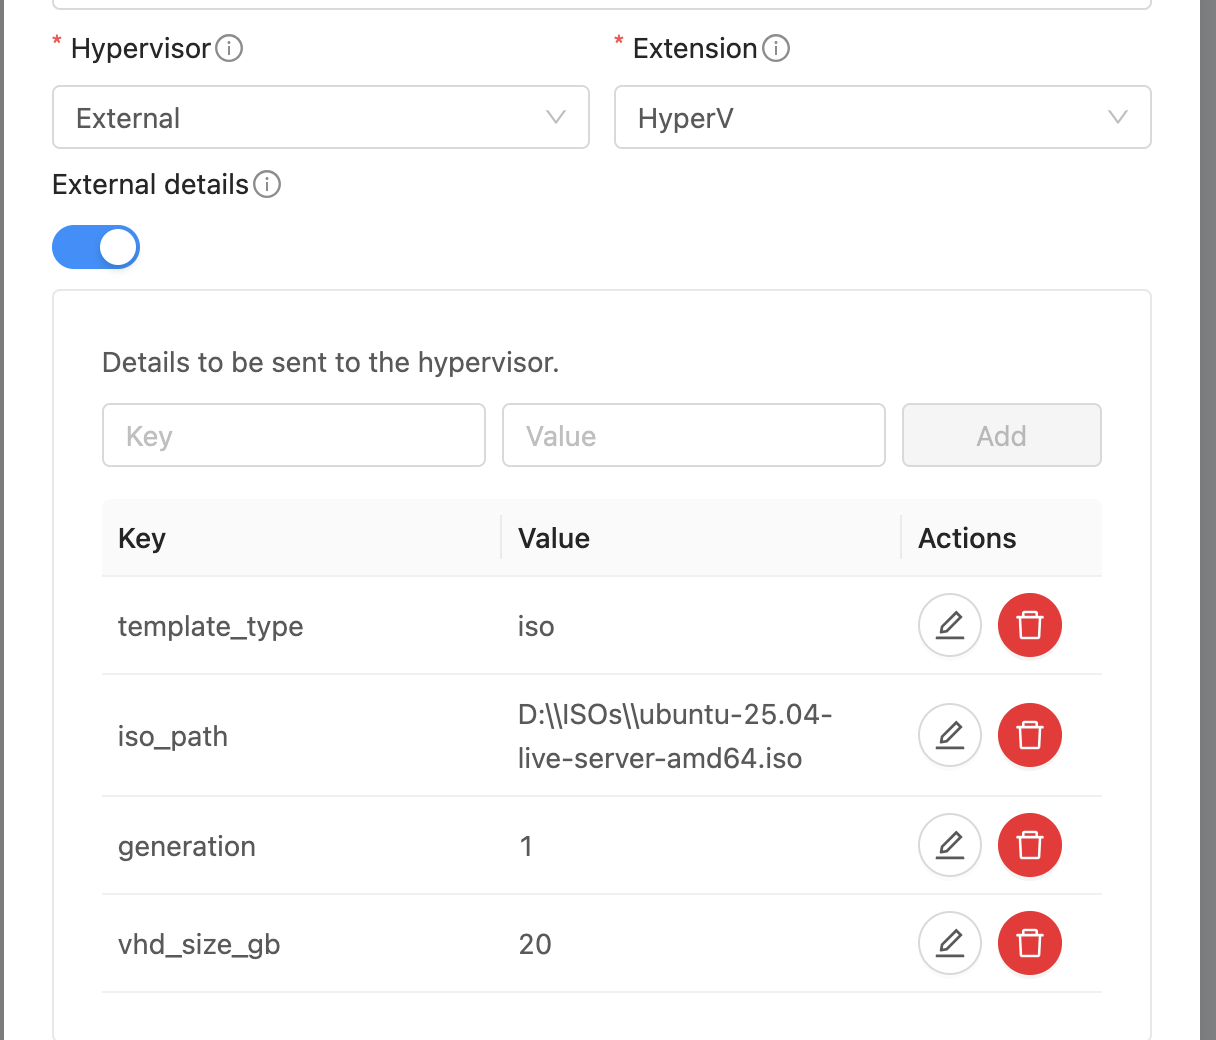 * Hypervisor
* Extension
External
HyperV
External details
Details to be sent to the hypervisor.
Key
Value
Add
Key
Value
Actions
template_type
iso
iso_path
D:\\ISOs\\ubuntu-25.04-
live-server-amd64.iso
generation
1
vhd_size_gb
20